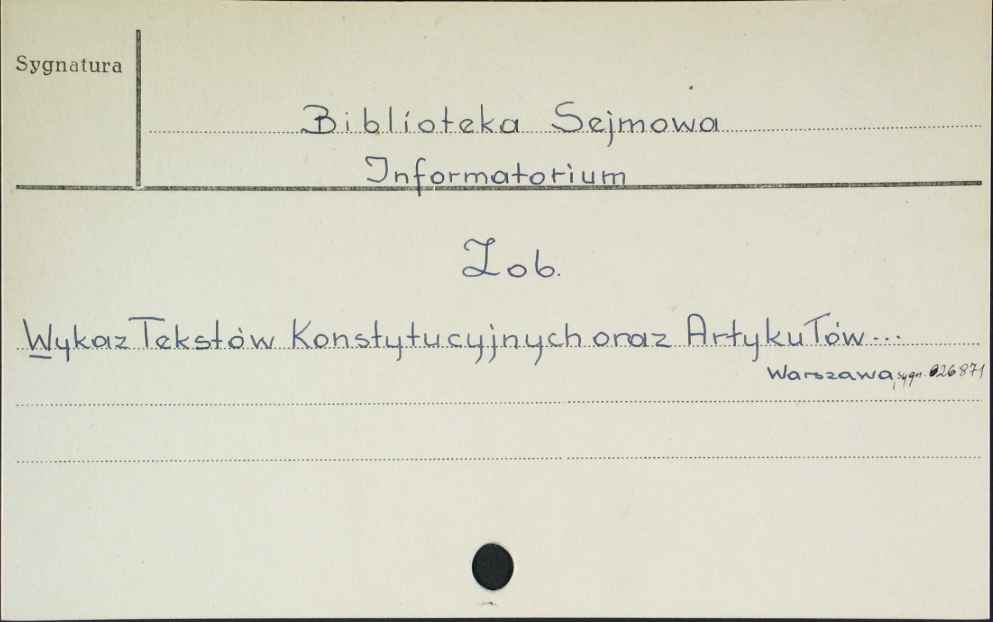 Sygnatura
Biblioteka Sejmowa
Informatorium
Zob.
Wykaz Tekstów Konstytucyjnych oraz Artykułów...
Warszawa, sygn. 026871